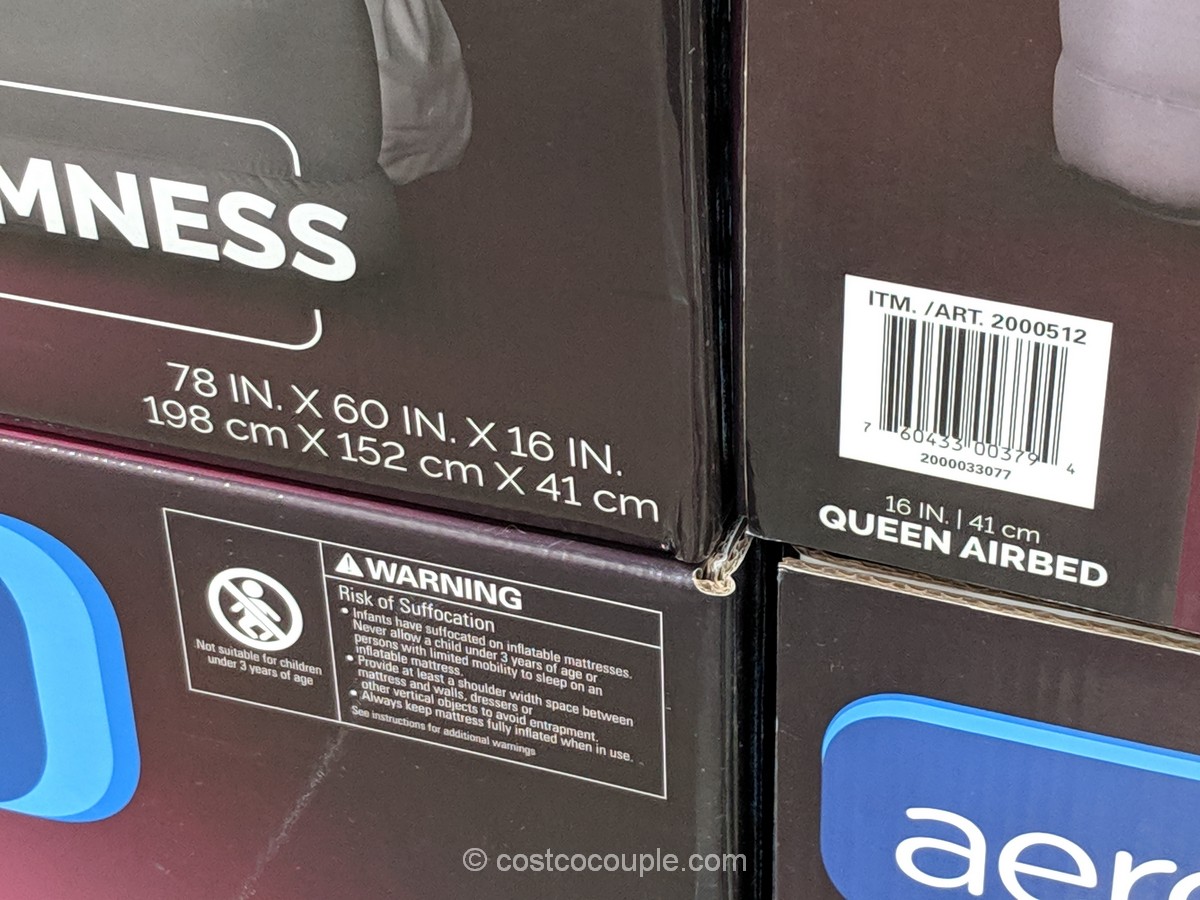 MNESS
78 IN. X 60 IN. X 16 IN.
198 cm X 152 cm X 41 cm
ITM. /ART. 2000512
7 60433 00379 4
2000033077
16 IN. | 41 cm
QUEEN AIRBED
Not suitable for children
under 3 years of age
WARNING
Risk of Suffocation
• Infants have suffocated on inflatable mattresses.
Never allow a child under 3 years of age or
persons with limited mobility to sleep on an
inflatable mattress.
• Provide at least a shoulder width space between
mattress and walls, dressers or
other vertical objects to avoid entrapment.
• Always keep mattress fully inflated when in use.
See instructions for additional warnings
aero
© costcocouple.com